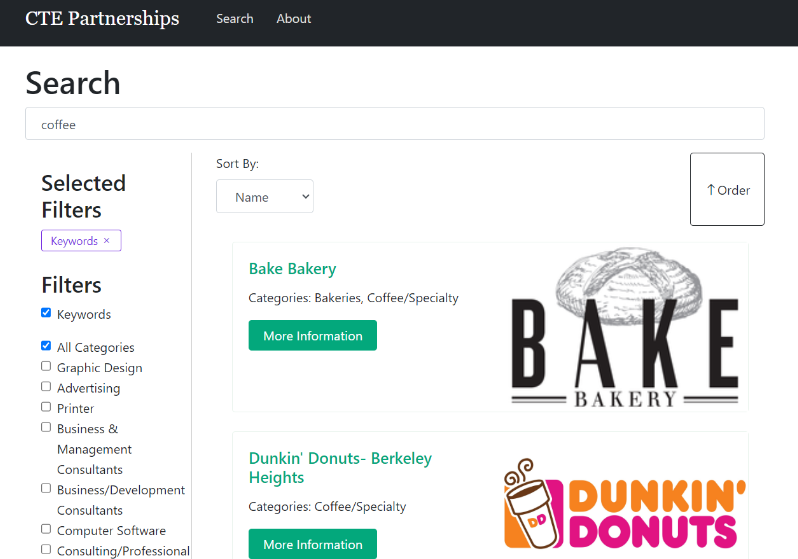 CTE Partnerships
Search
About
Search
coffee
Selected
Filters
Keywords ×
Filters
Keywords
All Categories
Graphic Design
Advertising
Printer
Business &
Management
Consultants
Business/Development
Consultants
Computer Software
Consulting/Professional
Sort By:
Name
↑ Order
Bake Bakery
Categories: Bakeries, Coffee/Specialty
More Information
BAKE
BAKERY
Dunkin' Donuts- Berkeley
Heights
Categories: Coffee/Specialty
More Information
DD
DUNKIN'
DONUTS